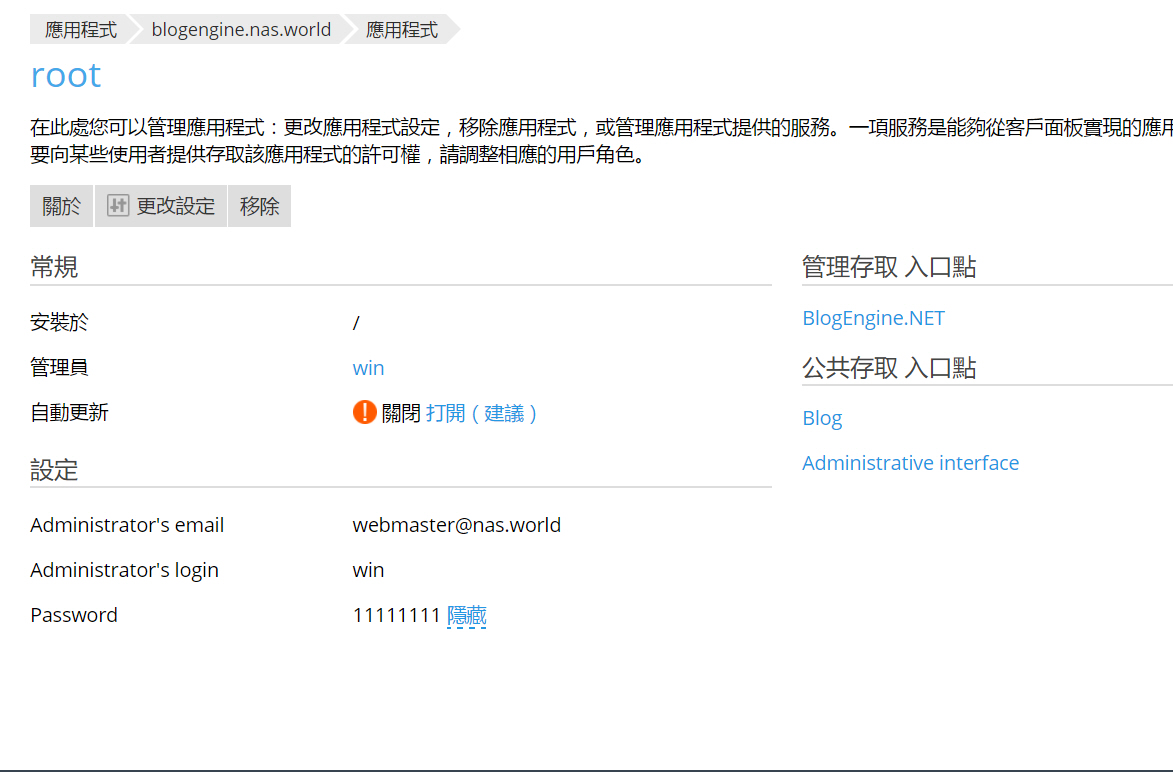 應用程式 blogengine.nas.world 應用程式
root
在此處您可以管理應用程式：更改應用程式設定，移除應用程式，或管理應用程式提供的服務。一項服務是能夠從客戶面板實現的應用
要向某些使用者提供存取該應用程式的許可權，請調整相應的用戶角色。
關於 更改設定 移除
常規
安裝於 /
管理員 win
自動更新 關閉 打開（建議）
設定
Administrator's email webmaster@nas.world
Administrator's login win
Password 11111111 隱藏
管理存取 入口點
BlogEngine.NET
公共存取 入口點
Blog
Administrative interface